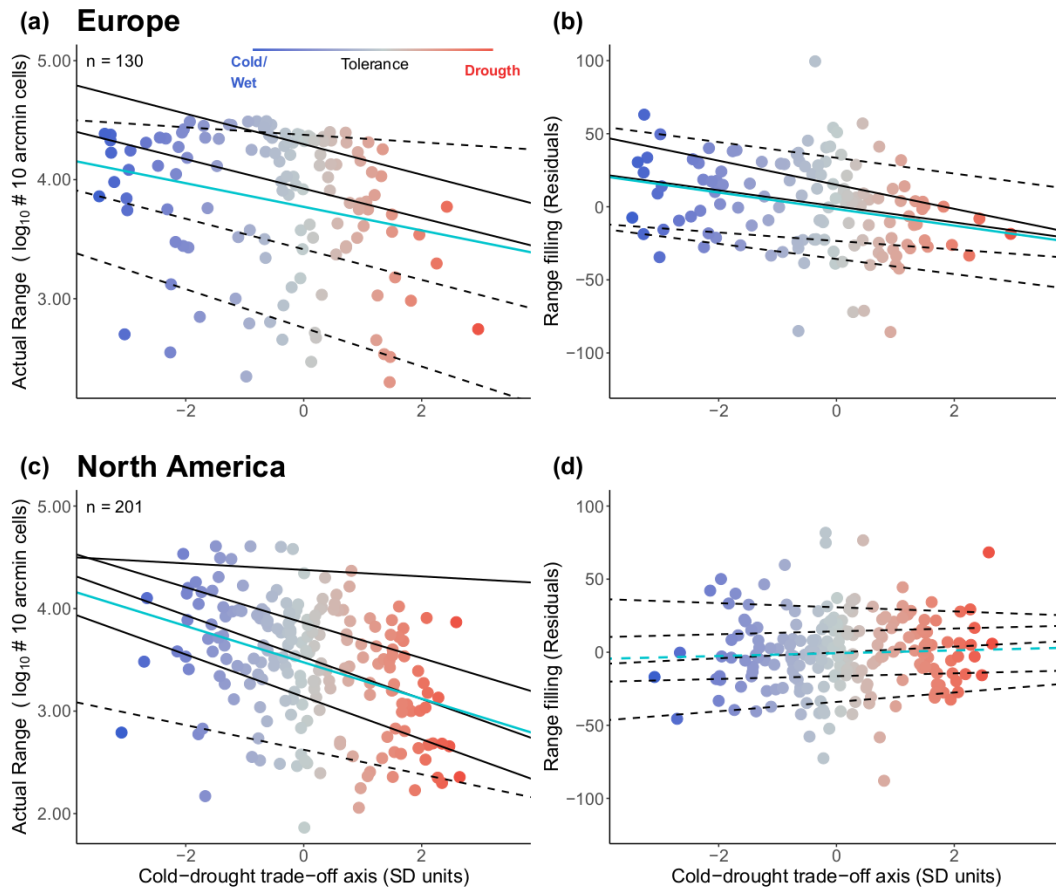 (a) Europe
n = 130
Cold/
Wet
Tolerance
Drougth
5.00
4.00
3.00
−2
0
2
Actual Range ( log10 # 10 arcmin cells)
(b)
100
50
0
−50
−100
−2
0
2
Range filling (Residuals)
(c) North America
n = 201
5.00
4.00
3.00
2.00
−2
0
2
Actual Range ( log10 # 10 arcmin cells)
Cold−drought trade−off axis (SD units)
(d)
100
50
0
−50
−100
−2
0
2
Range filling (Residuals)
Cold−drought trade−off axis (SD units)